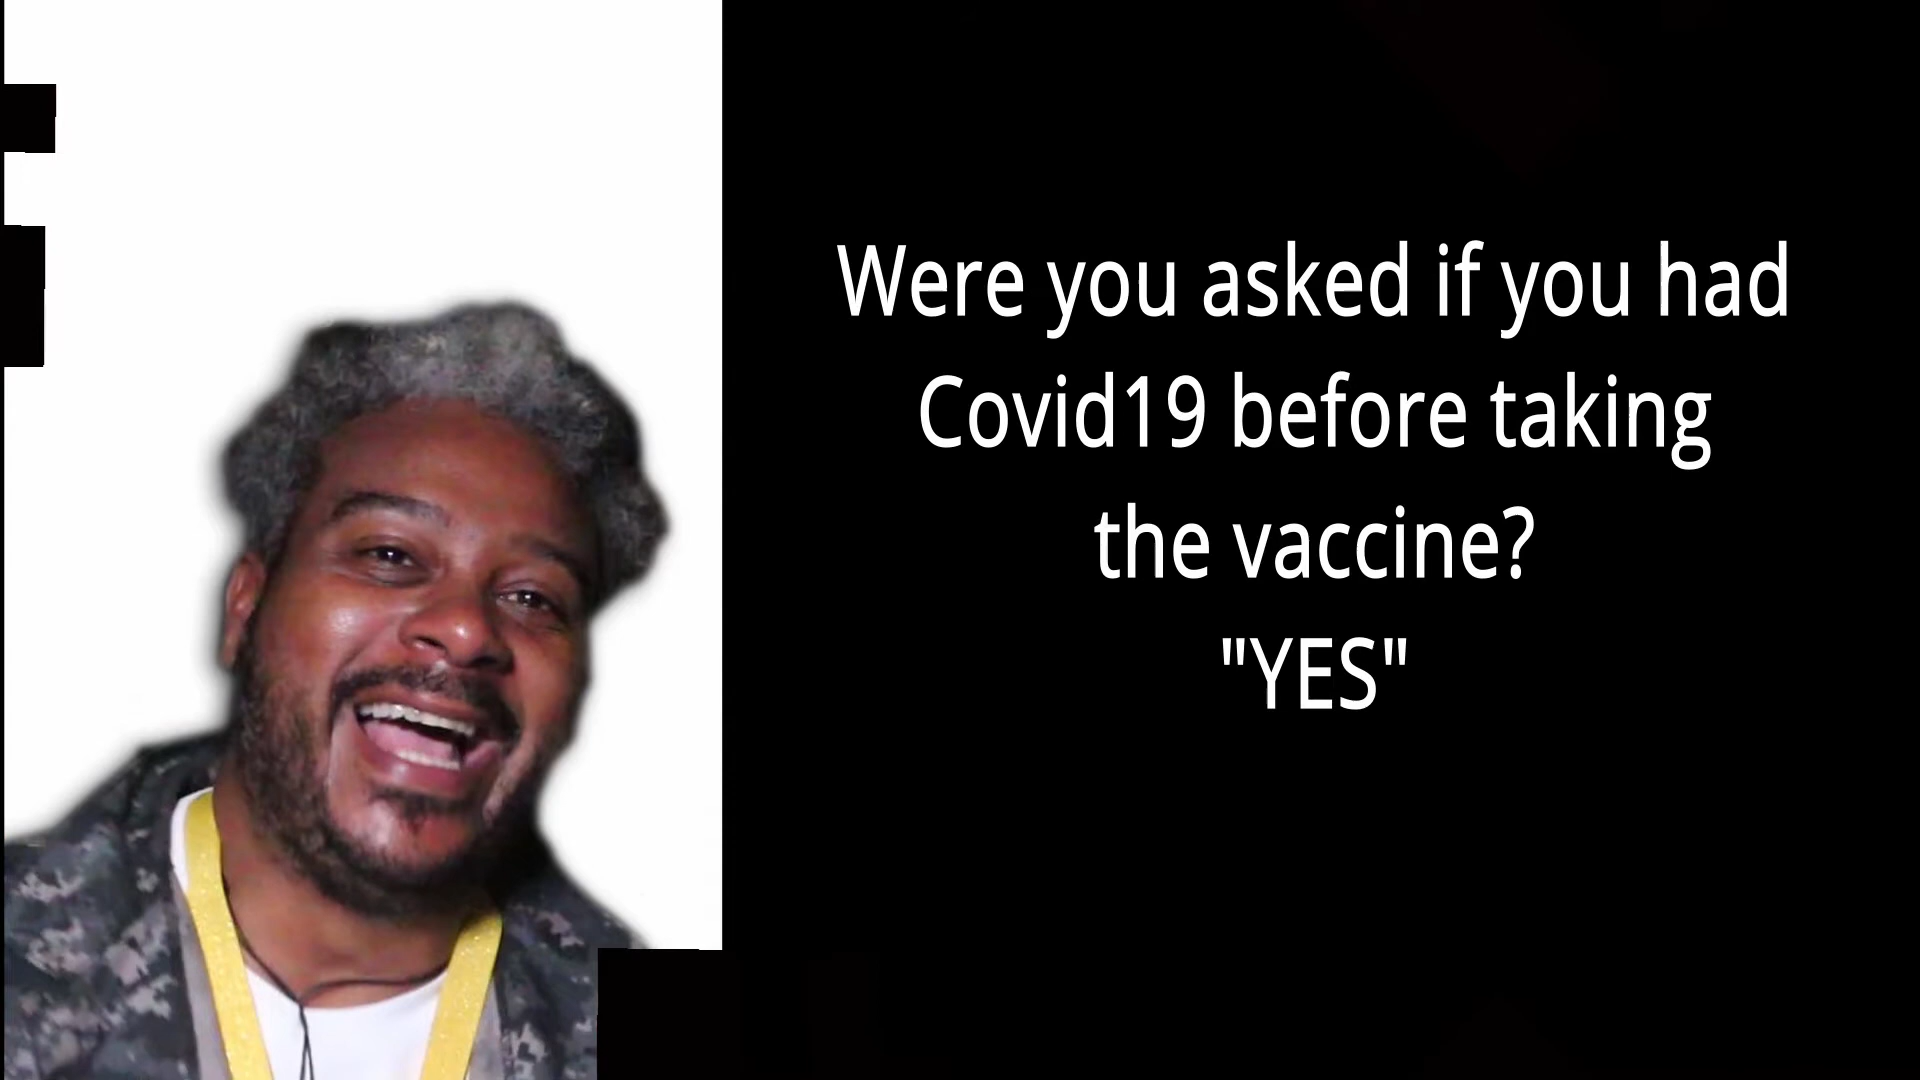 Were you asked if you had
Covid19 before taking
the vaccine?
"YES"